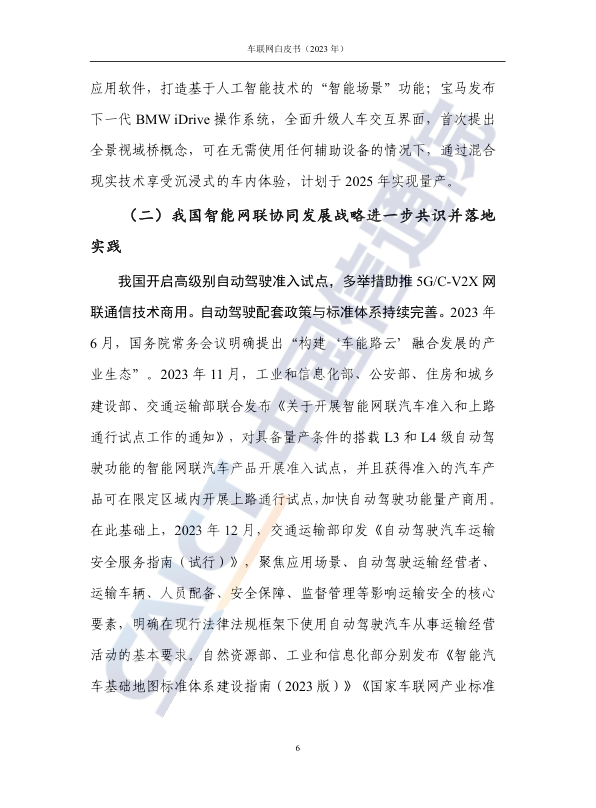 车联网白皮书（2023 年）
应用软件，打造基于人工智能技术的“智能场景”功能；宝马发布
下一代 BMW iDrive 操作系统，全面升级人车交互界面，首次提出
全景视域桥概念，可在无需使用任何辅助设备的情况下，通过混合
现实技术享受沉浸式的车内体验，计划于 2025 年实现量产。
（二）我国智能网联协同发展战略进一步共识并落地
实践
我国开启高级别自动驾驶准入试点，多举措助推 5G/C-V2X 网
联通信技术商用。自动驾驶配套政策与标准体系持续完善。2023 年
6 月，国务院常务会议明确提出“构建‘车能路云’融合发展的产
业生态”。2023 年 11 月，工业和信息化部、公安部、住房和城乡
建设部、交通运输部联合发布《关于开展智能网联汽车准入和上路
通行试点工作的通知》，对具备量产条件的搭载 L3 和 L4 级自动驾
驶功能的智能网联汽车产品开展准入试点，并且获得准入的汽车产
品可在限定区域内开展上路通行试点，加快自动驾驶功能量产商用。
在此基础上，2023 年 12 月，交通运输部印发《自动驾驶汽车运输
安全服务指南（试行）》，聚焦应用场景、自动驾驶运输经营者、
运输车辆、人员配备、安全保障、监督管理等影响运输安全的核心
要素，明确在现行法律法规框架下使用自动驾驶汽车从事运输经营
活动的基本要求。自然资源部、工业和信息化部分别发布《智能汽
车基础地图标准体系建设指南（2023 版）》《国家车联网产业标准
CAICT 中国信通院
6